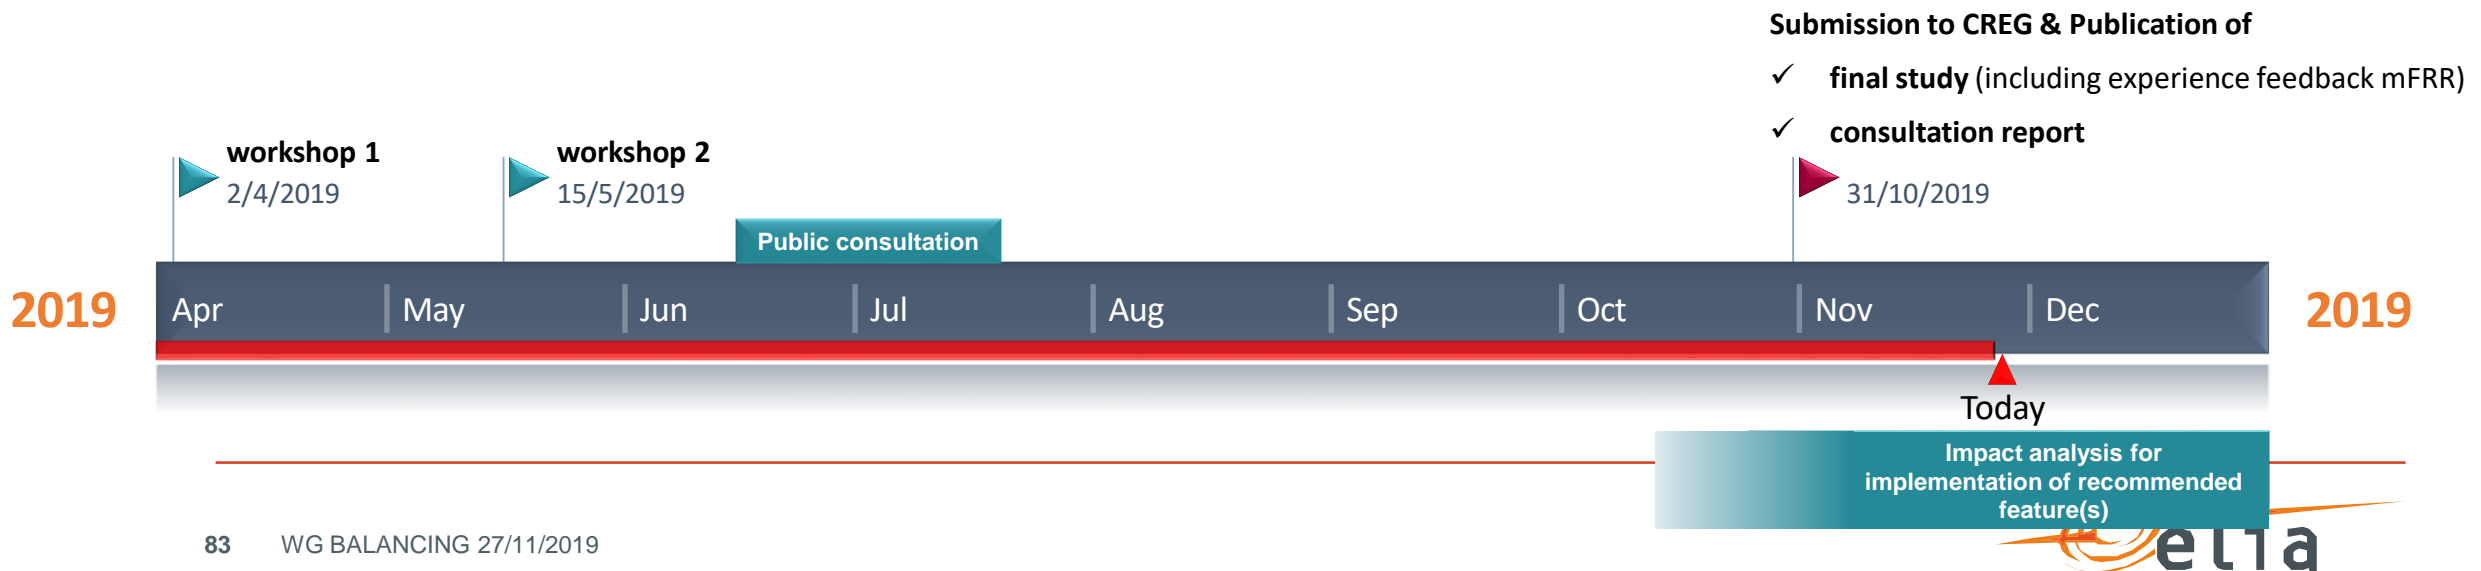 Submission to CREG & Publication of
✓ final study (including experience feedback mFRR)
✓ consultation report
workshop 1
2/4/2019
workshop 2
15/5/2019
31/10/2019
Public consultation
2019 Apr May Jun Jul Aug Sep Oct Nov Dec 2019
Today
Impact analysis for
implementation of recommended
feature(s)
83 WG BALANCING 27/11/2019
elia